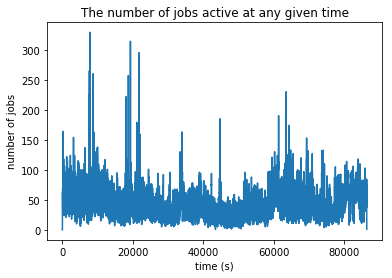 The number of jobs active at any given time
number of jobs
300
250
200
150
100
50
0
0 20000 40000 60000 80000
time (s)